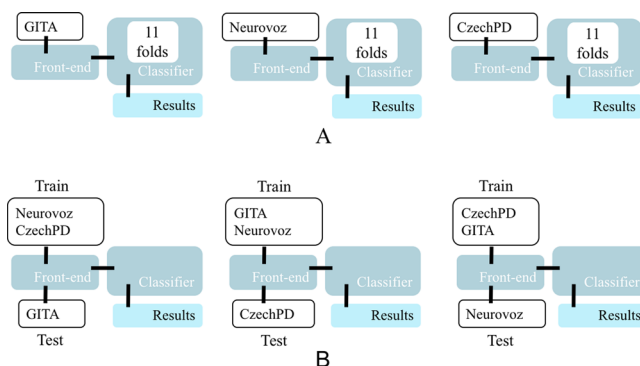 GITA
11
folds
Front-end
Classifier
Results
Neurovoz
11
folds
Front-end
Classifier
Results
CzechPD
11
folds
Front-end
Classifier
Results
A
Train
Neurovoz
CzechPD
Front-end
Classifier
GITA
Results
Test
Train
GITA
Neurovoz
Front-end
Classifier
CzechPD
Results
Test
Train
CzechPD
GITA
Front-end
Classifier
Neurovoz
Results
Test
B